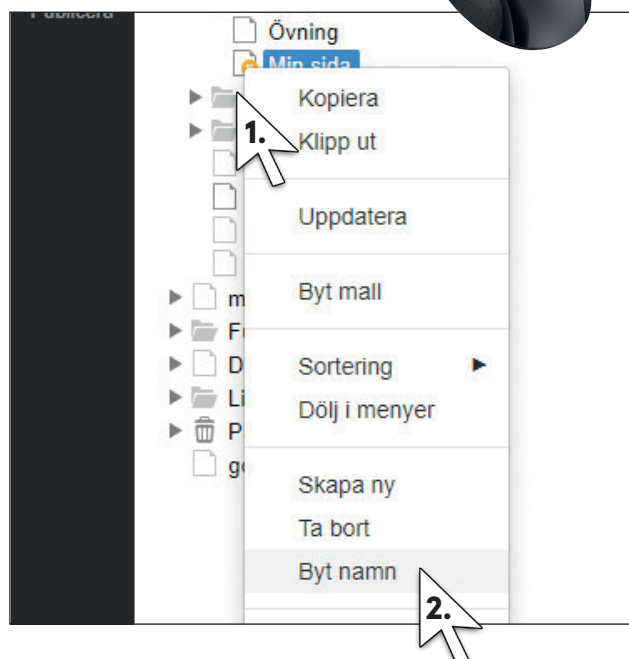 Publicera
Övning
Min sida
Kopiera
1.
Klipp ut
Uppdatera
Byt mall
m
F
Sortering
D
Li
Dölj i menyer
P
g
Skapa ny
Ta bort
Byt namn
2.